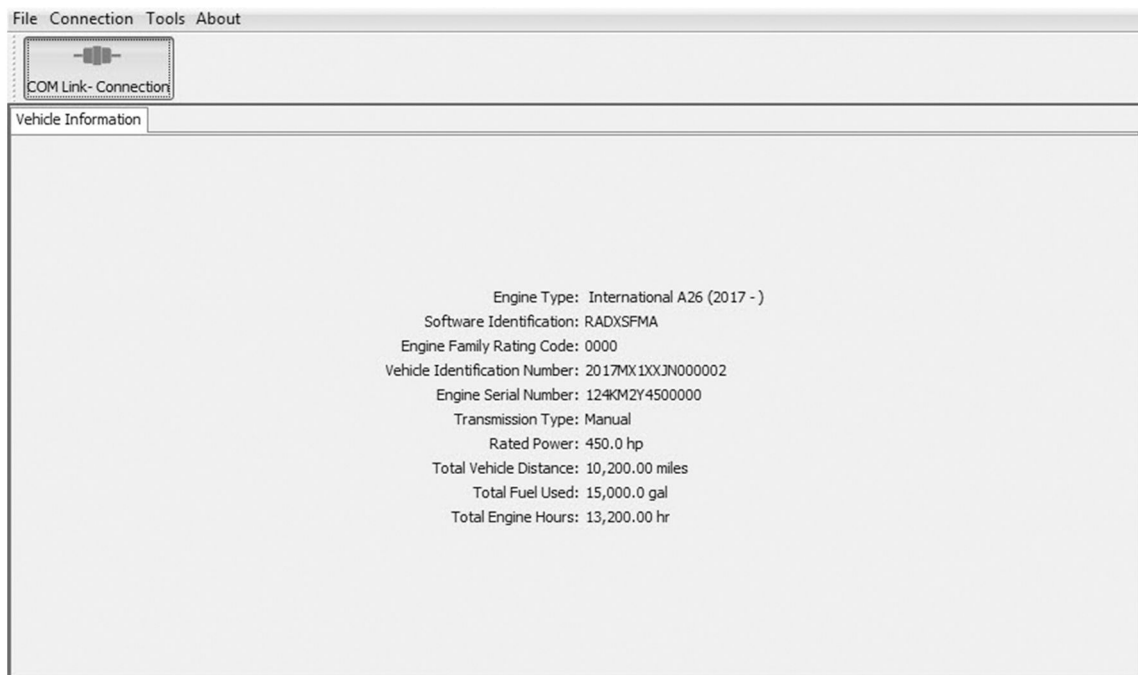 File Connection Tools About
COM Link- Connection
Vehicle Information
Engine Type: International A26 (2017 - )
Software Identification: RADXSFMA
Engine Family Rating Code: 0000
Vehicle Identification Number: 2017MX1XXJN000002
Engine Serial Number: 124KM2Y4500000
Transmission Type: Manual
Rated Power: 450.0 hp
Total Vehicle Distance: 10,200.00 miles
Total Fuel Used: 15,000.0 gal
Total Engine Hours: 13,200.00 hr